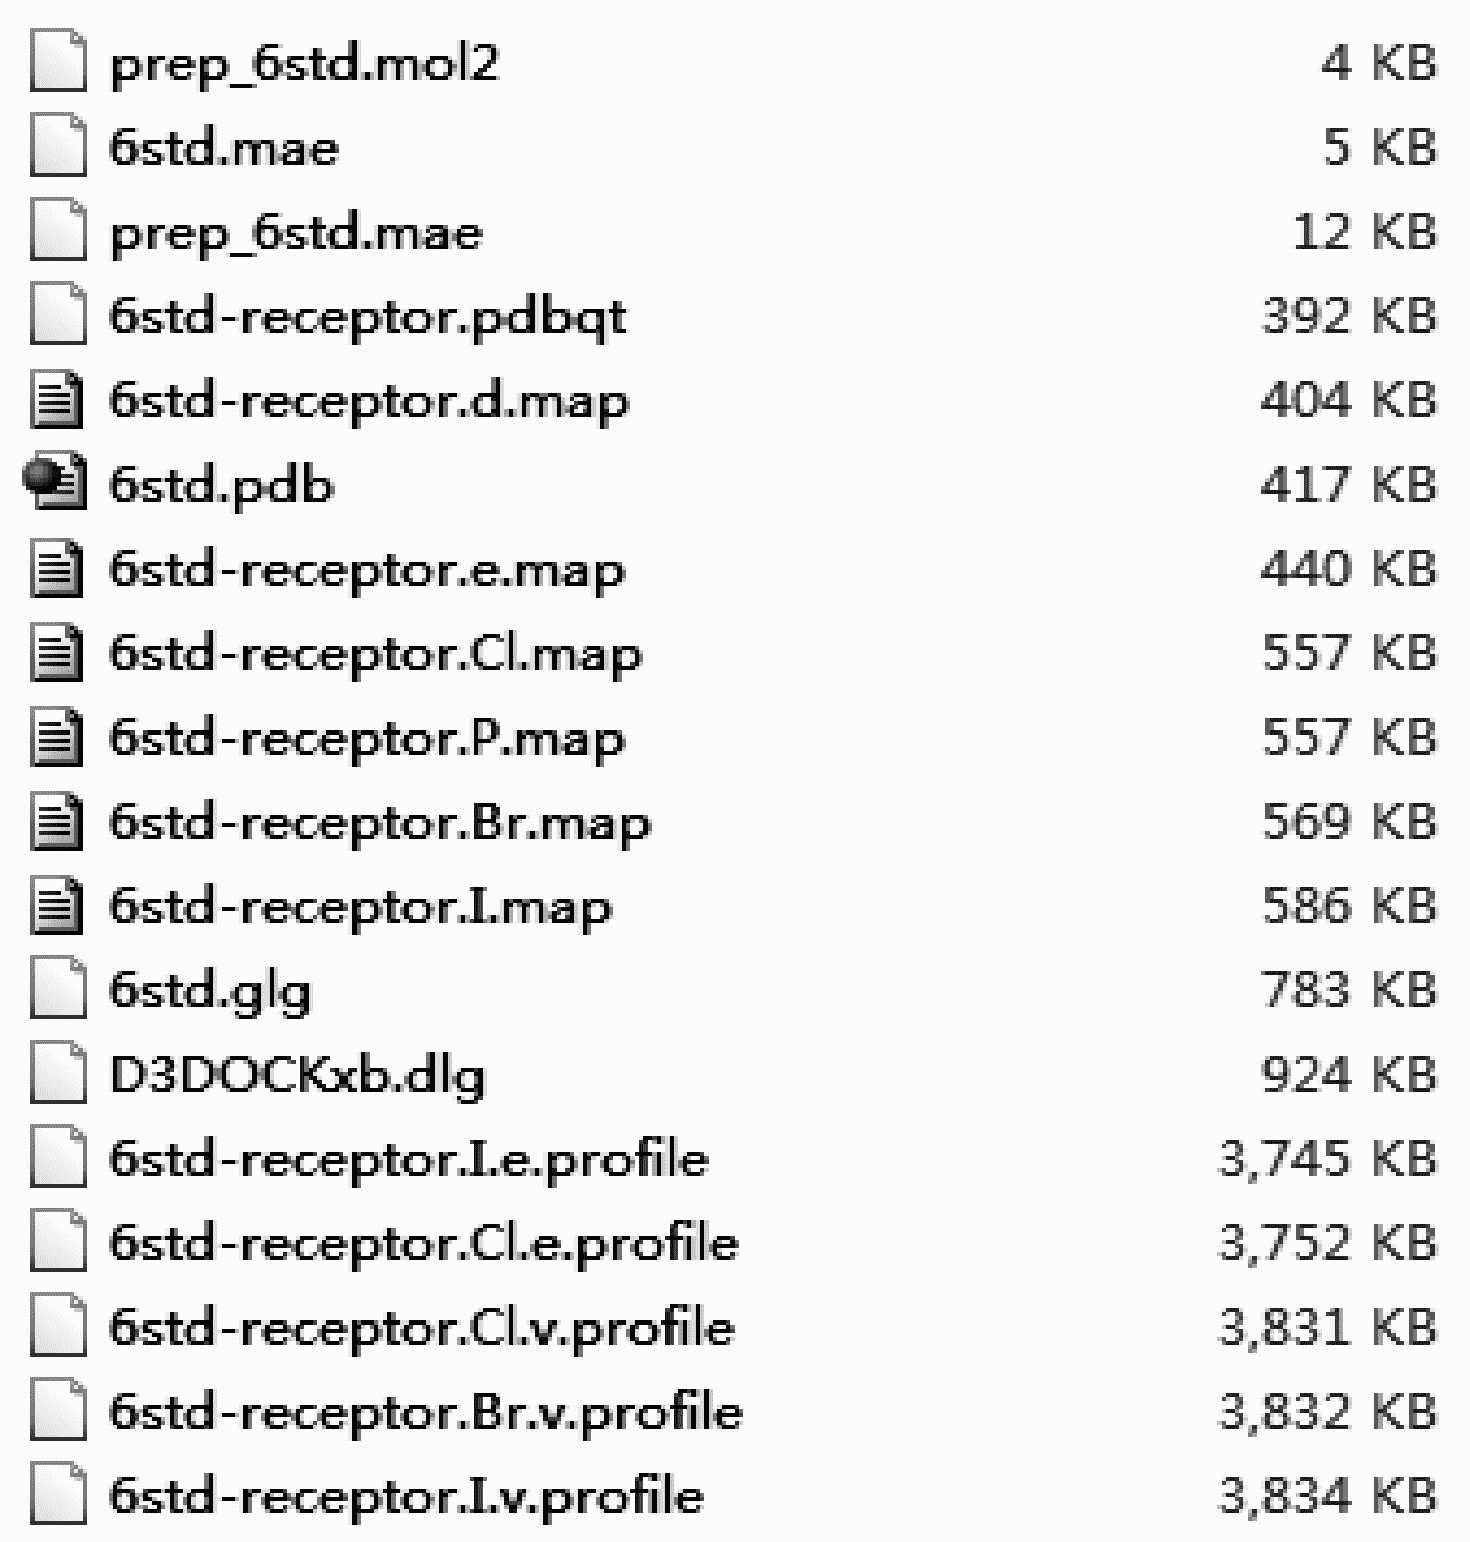 prep_6std.mol2 4 KB
6std.mae 5 KB
prep_6std.mae 12 KB
6std-receptor.pdbqt 392 KB
6std-receptor.d.map 404 KB
6std.pdb 417 KB
6std-receptor.e.map 440 KB
6std-receptor.Cl.map 557 KB
6std-receptor.P.map 557 KB
6std-receptor.Br.map 569 KB
6std-receptor.I.map 586 KB
6std.glg 783 KB
D3DOCKxb.dlg 924 KB
6std-receptor.I.e.profile 3,745 KB
6std-receptor.Cl.e.profile 3,752 KB
6std-receptor.Cl.v.profile 3,831 KB
6std-receptor.Br.v.profile 3,832 KB
6std-receptor.I.v.profile 3,834 KB